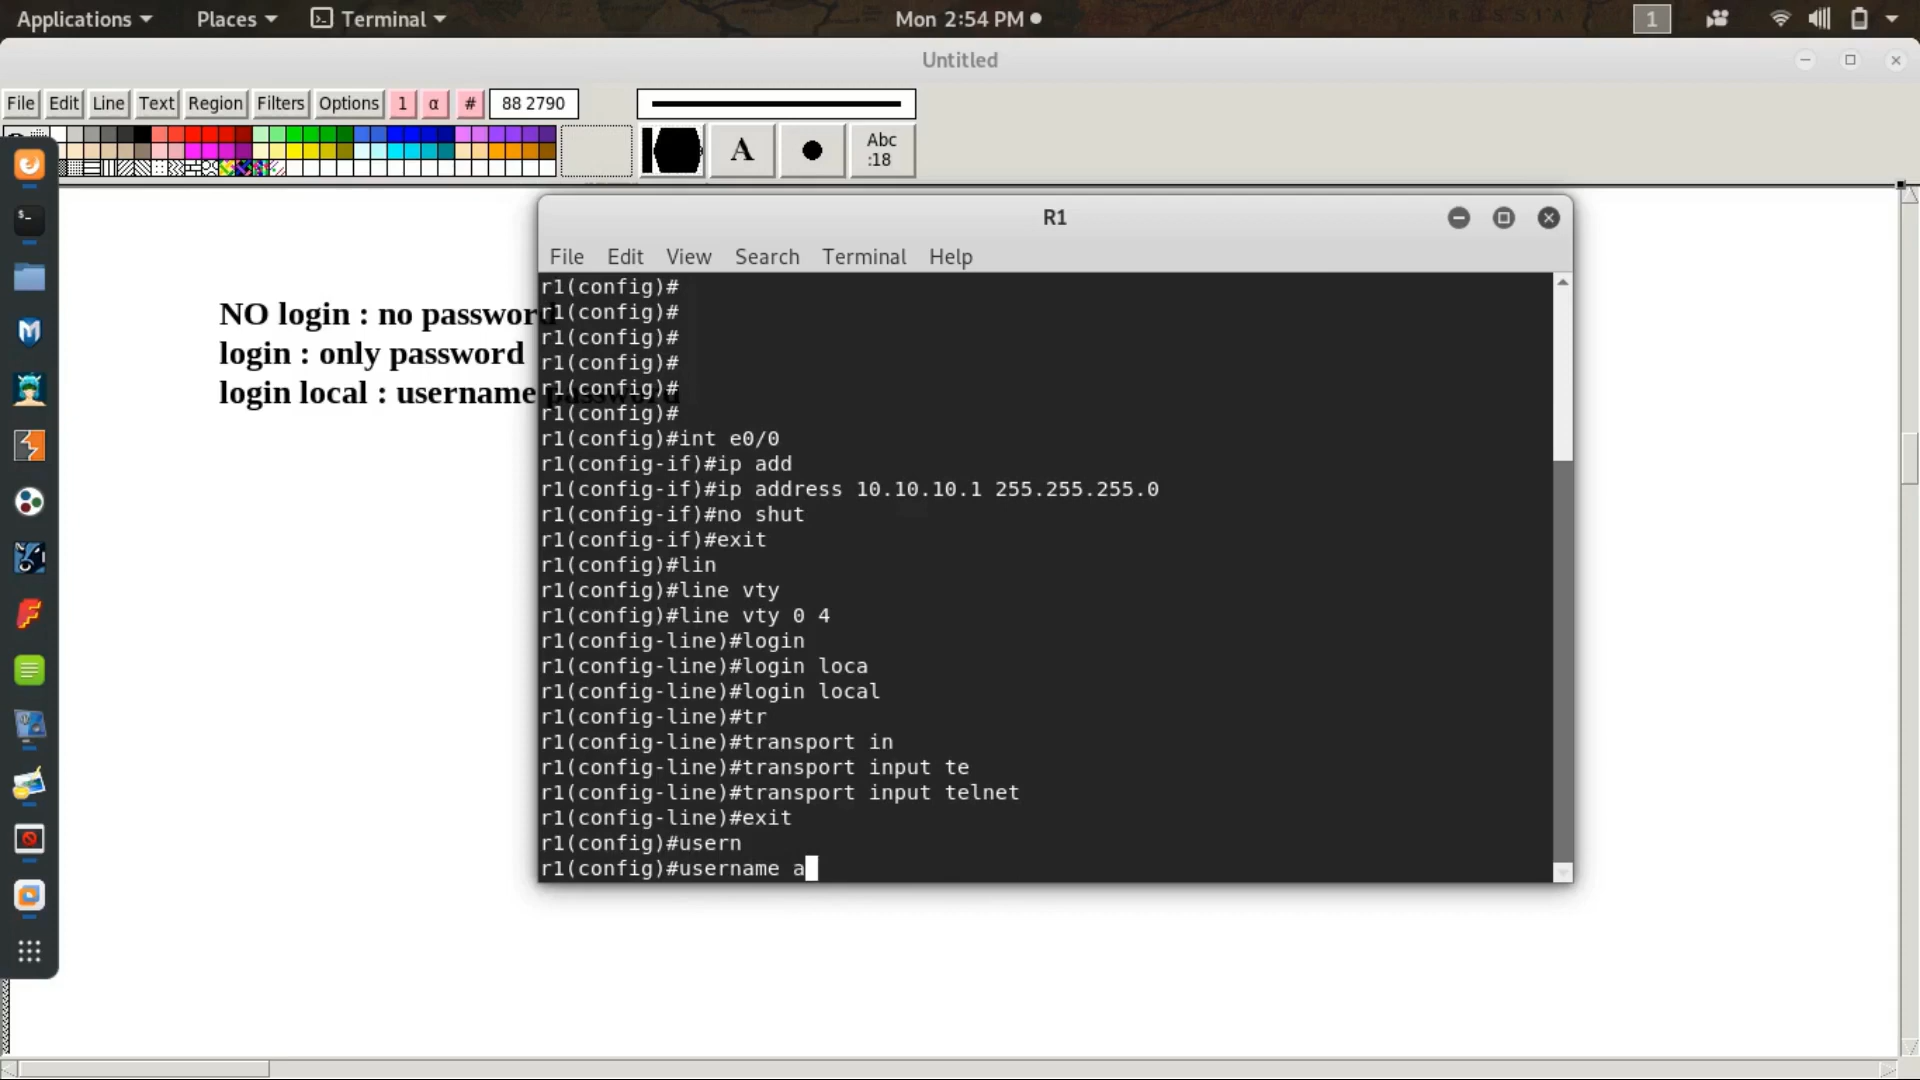 Applications Places Terminal Mon 2:54 PM 1
Untitled
File Edit Line Text Region Filters Options 1 α # 88 2790
A Abc
:18
R1
File Edit View Search Terminal Help
NO login : no password
login : only password
login local : username password
r1(config)#
r1(config)#
r1(config)#
r1(config)#
r1(config)#
r1(config)#
r1(config)#int e0/0
r1(config-if)#ip add
r1(config-if)#ip address 10.10.10.1 255.255.255.0
r1(config-if)#no shut
r1(config-if)#exit
r1(config)#lin
r1(config)#line vty
r1(config)#line vty 0 4
r1(config-line)#login
r1(config-line)#login loca
r1(config-line)#login local
r1(config-line)#tr
r1(config-line)#transport in
r1(config-line)#transport input te
r1(config-line)#transport input telnet
r1(config-line)#exit
r1(config)#usern
r1(config)#username a